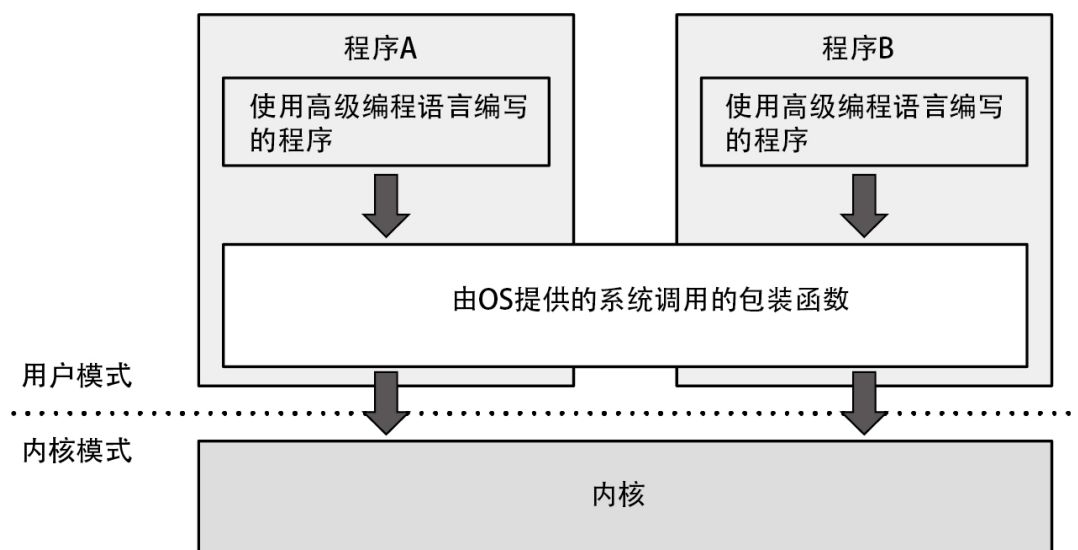 程序A
程序B
使用高级编程语言编写
的程序
使用高级编程语言编写
的程序
由OS提供的系统调用的包装函数
用户模式
内核模式
内核